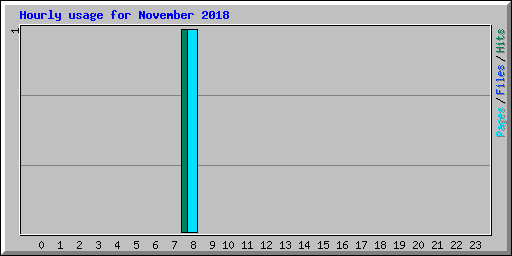 Hourly usage for November 2018
1
Pages/Files/Hits
0 1 2 3 4 5 6 7 8 9 10 11 12 13 14 15 16 17 18 19 20 21 22 23